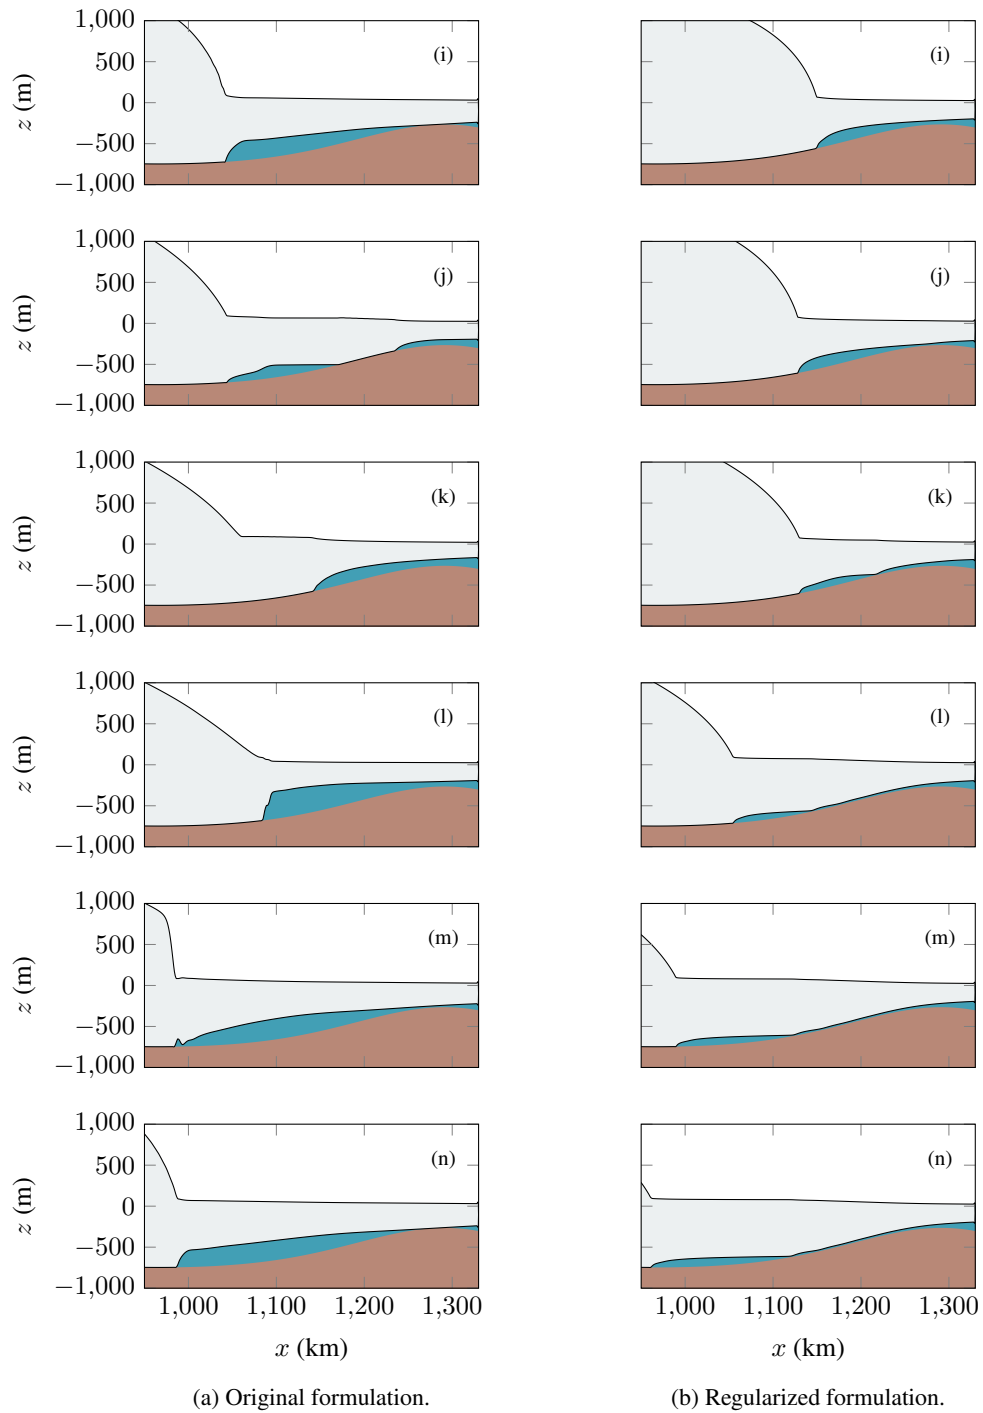 1,000
500
0
−500
−1,000
z (m)
(i)
(i)
1,000
500
0
−500
−1,000
z (m)
(j)
(j)
1,000
500
0
−500
−1,000
z (m)
(k)
(k)
1,000
500
0
−500
−1,000
z (m)
(l)
(l)
1,000
500
0
−500
−1,000
z (m)
(m)
(m)
1,000
500
0
−500
−1,000
z (m)
(n)
(n)
1,000 1,100 1,200 1,300
1,000 1,100 1,200 1,300
x (km)
x (km)
(a) Original formulation.
(b) Regularized formulation.